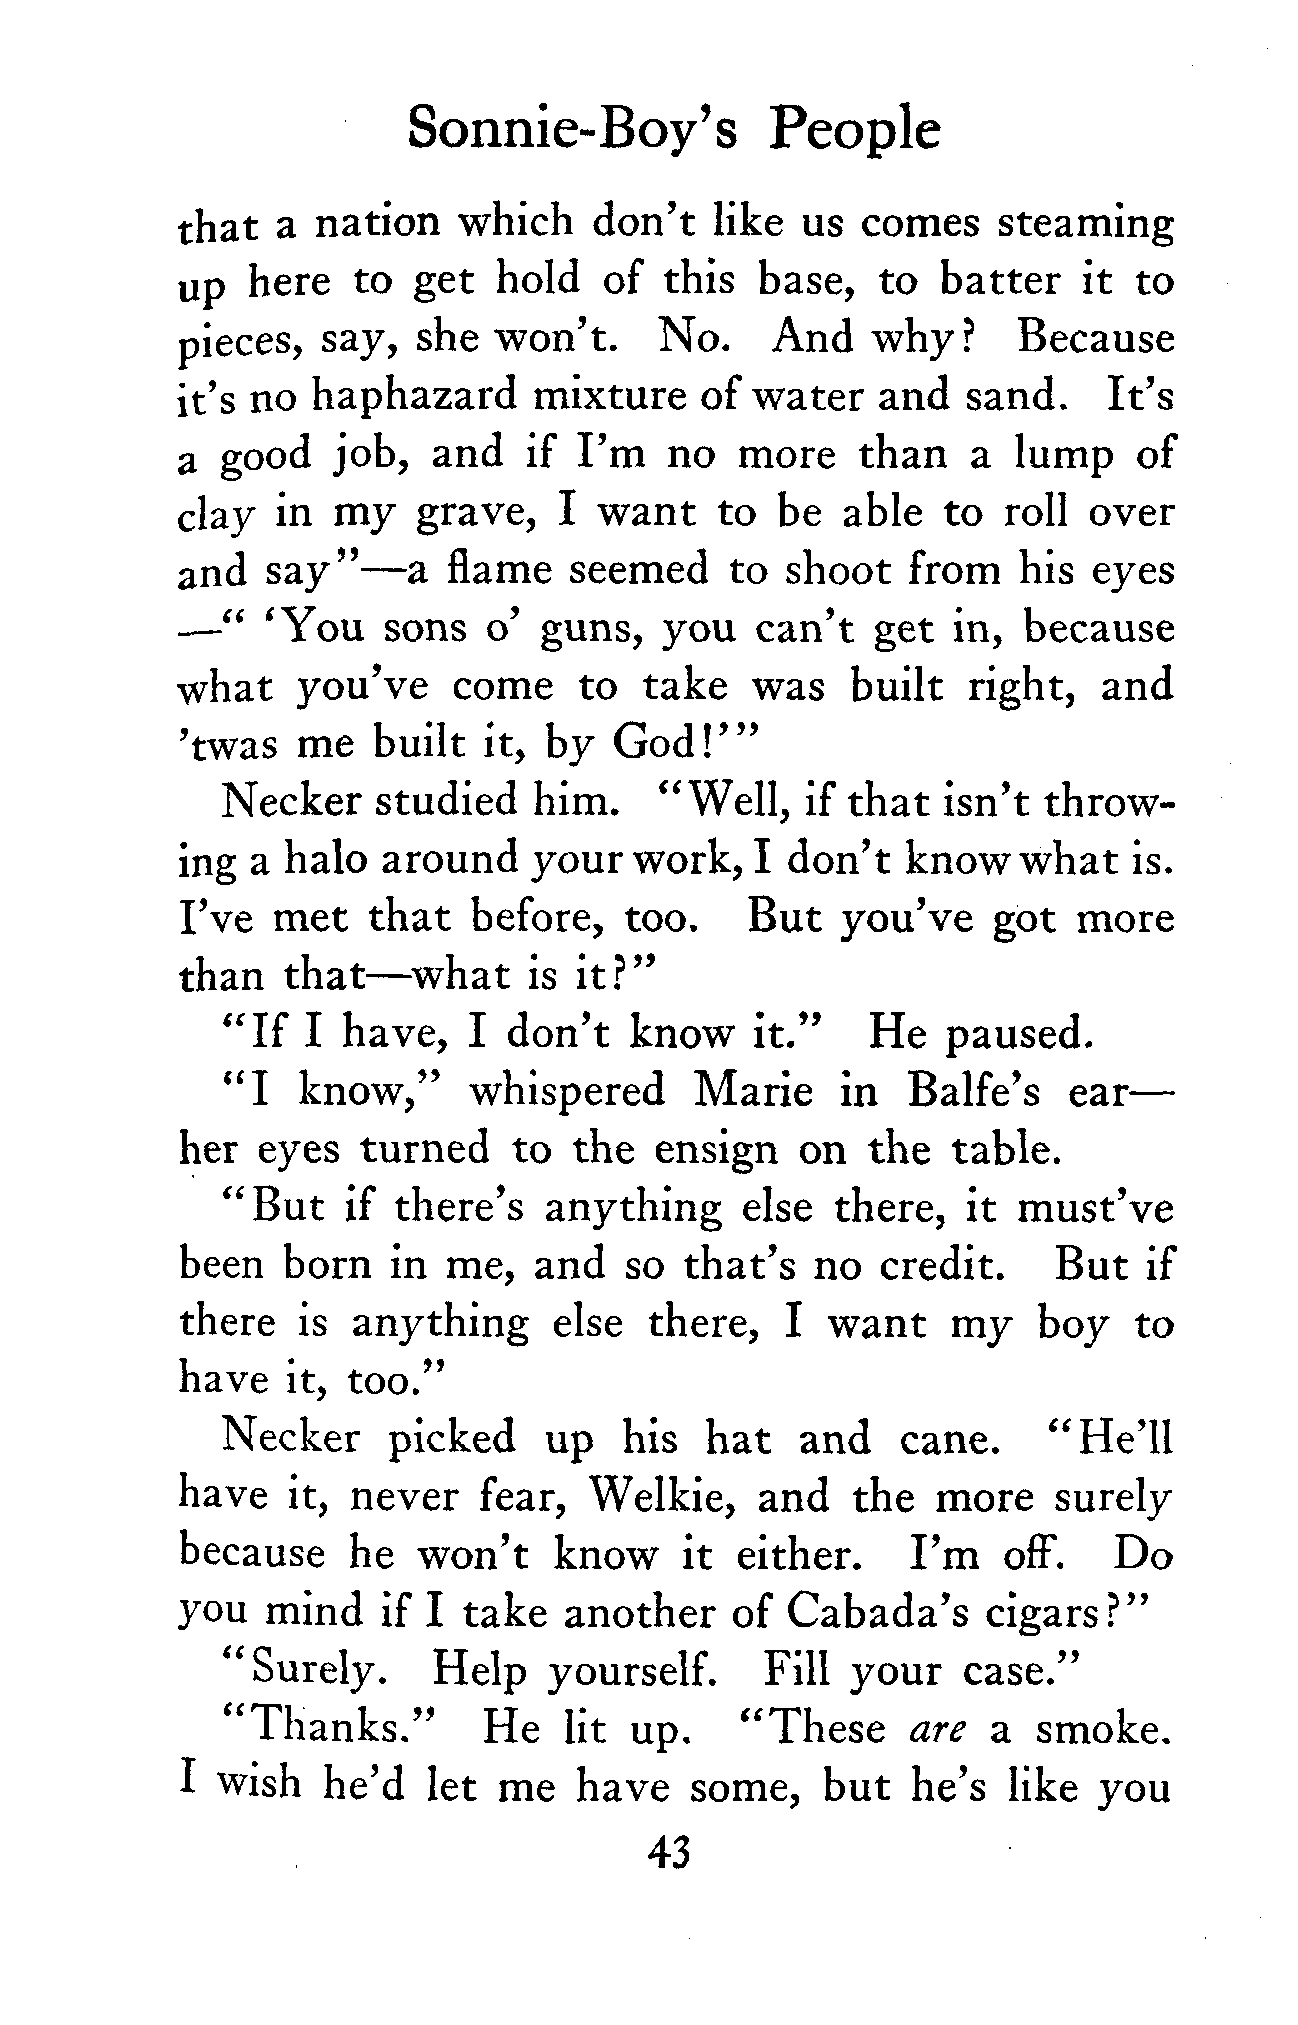 Sonnie-Boy's People
that a nation which don't like us comes steaming
up here to get hold of this base, to batter it to
pieces, say, she won't. No. And why? Because
it's no haphazard mixture of water and sand. It's
a good job, and if I'm no more than a lump of
clay in my grave, I want to be able to roll over
and say"—a flame seemed to shoot from his eyes
—" 'You sons o' guns, you can't get in, because
what you've come to take was built right, and
'twas me built it, by God!'"
Necker studied him. "Well, if that isn't throw-
ing a halo around your work, I don't know what is.
I've met that before, too. But you've got more
than that—what is it?"
"If I have, I don't know it." He paused.
"I know," whispered Marie in Balfe's ear—
her eyes turned to the ensign on the table.
"But if there's anything else there, it must've
been born in me, and so that's no credit. But if
there is anything else there, I want my boy to
have it, too."
Necker picked up his hat and cane. "He'll
have it, never fear, Welkie, and the more surely
because he won't know it either. I'm off. Do
you mind if I take another of Cabada's cigars?"
"Surely. Help yourself. Fill your case."
"Thanks." He lit up. "These are a smoke.
I wish he'd let me have some, but he's like you
43